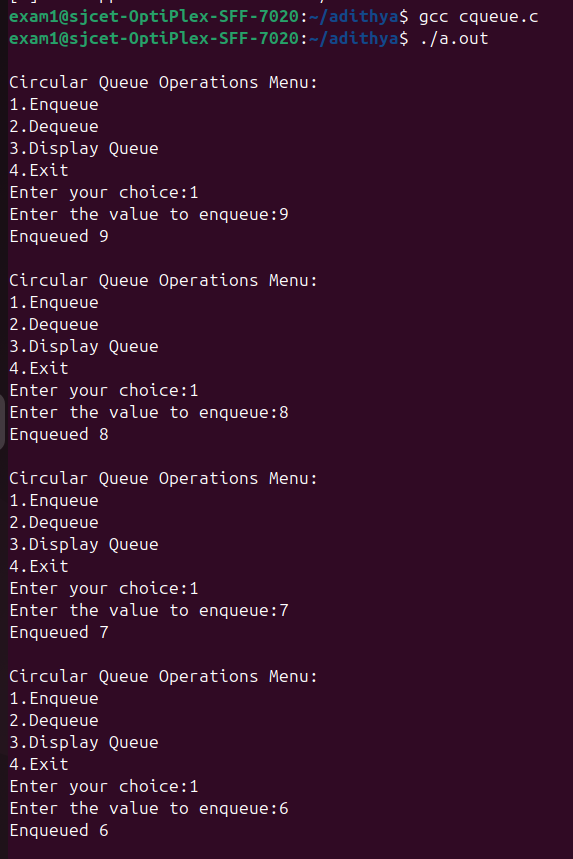 exam1@sjcet-OptiPlex-SFF-7020:~/adithya$ gcc cqueue.c
exam1@sjcet-OptiPlex-SFF-7020:~/adithya$ ./a.out

Circular Queue Operations Menu:
1.Enqueue
2.Dequeue
3.Display Queue
4.Exit
Enter your choice:1
Enter the value to enqueue:9
Enqueued 9

Circular Queue Operations Menu:
1.Enqueue
2.Dequeue
3.Display Queue
4.Exit
Enter your choice:1
Enter the value to enqueue:8
Enqueued 8

Circular Queue Operations Menu:
1.Enqueue
2.Dequeue
3.Display Queue
4.Exit
Enter your choice:1
Enter the value to enqueue:7
Enqueued 7

Circular Queue Operations Menu:
1.Enqueue
2.Dequeue
3.Display Queue
4.Exit
Enter your choice:1
Enter the value to enqueue:6
Enqueued 6